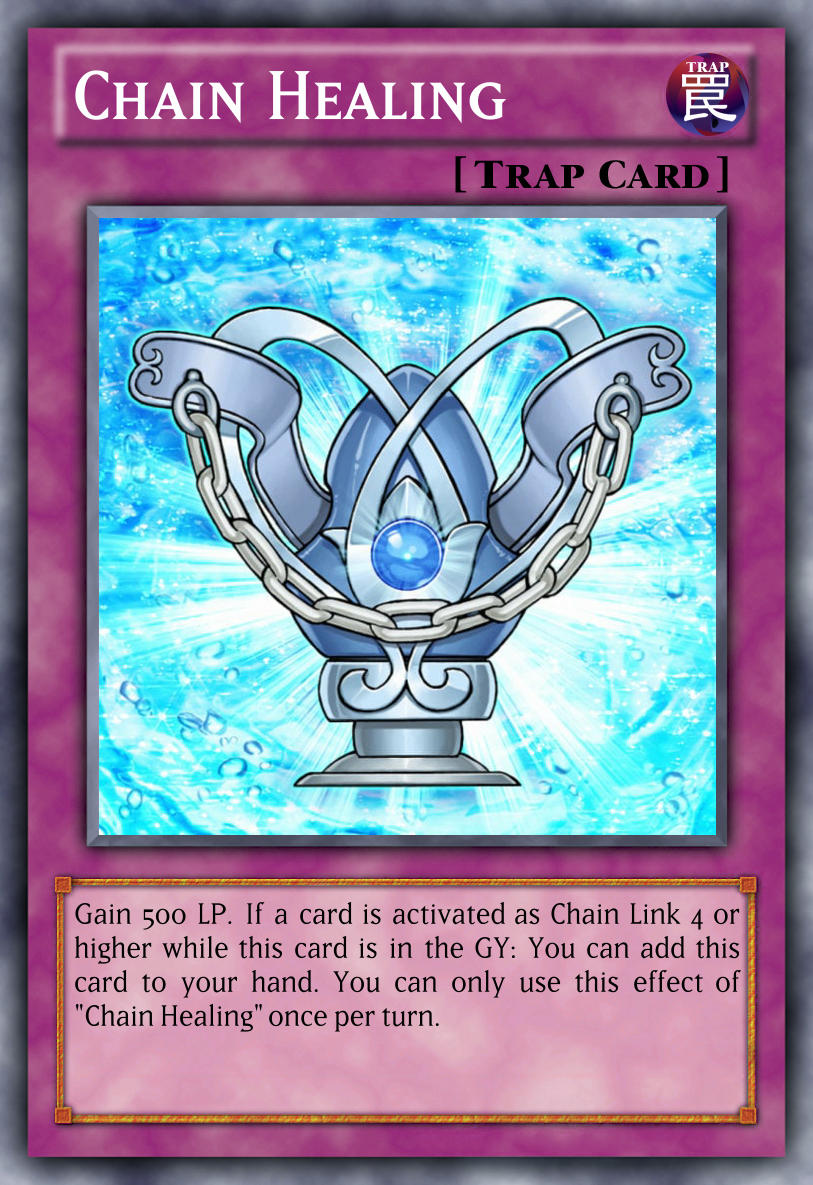 Chain Healing
TRAP
罠
[Trap Card]
Gain 500 LP. If a card is activated as Chain Link 4 or
higher while this card is in the GY: You can add this
card to your hand. You can only use this effect of
"Chain Healing" once per turn.